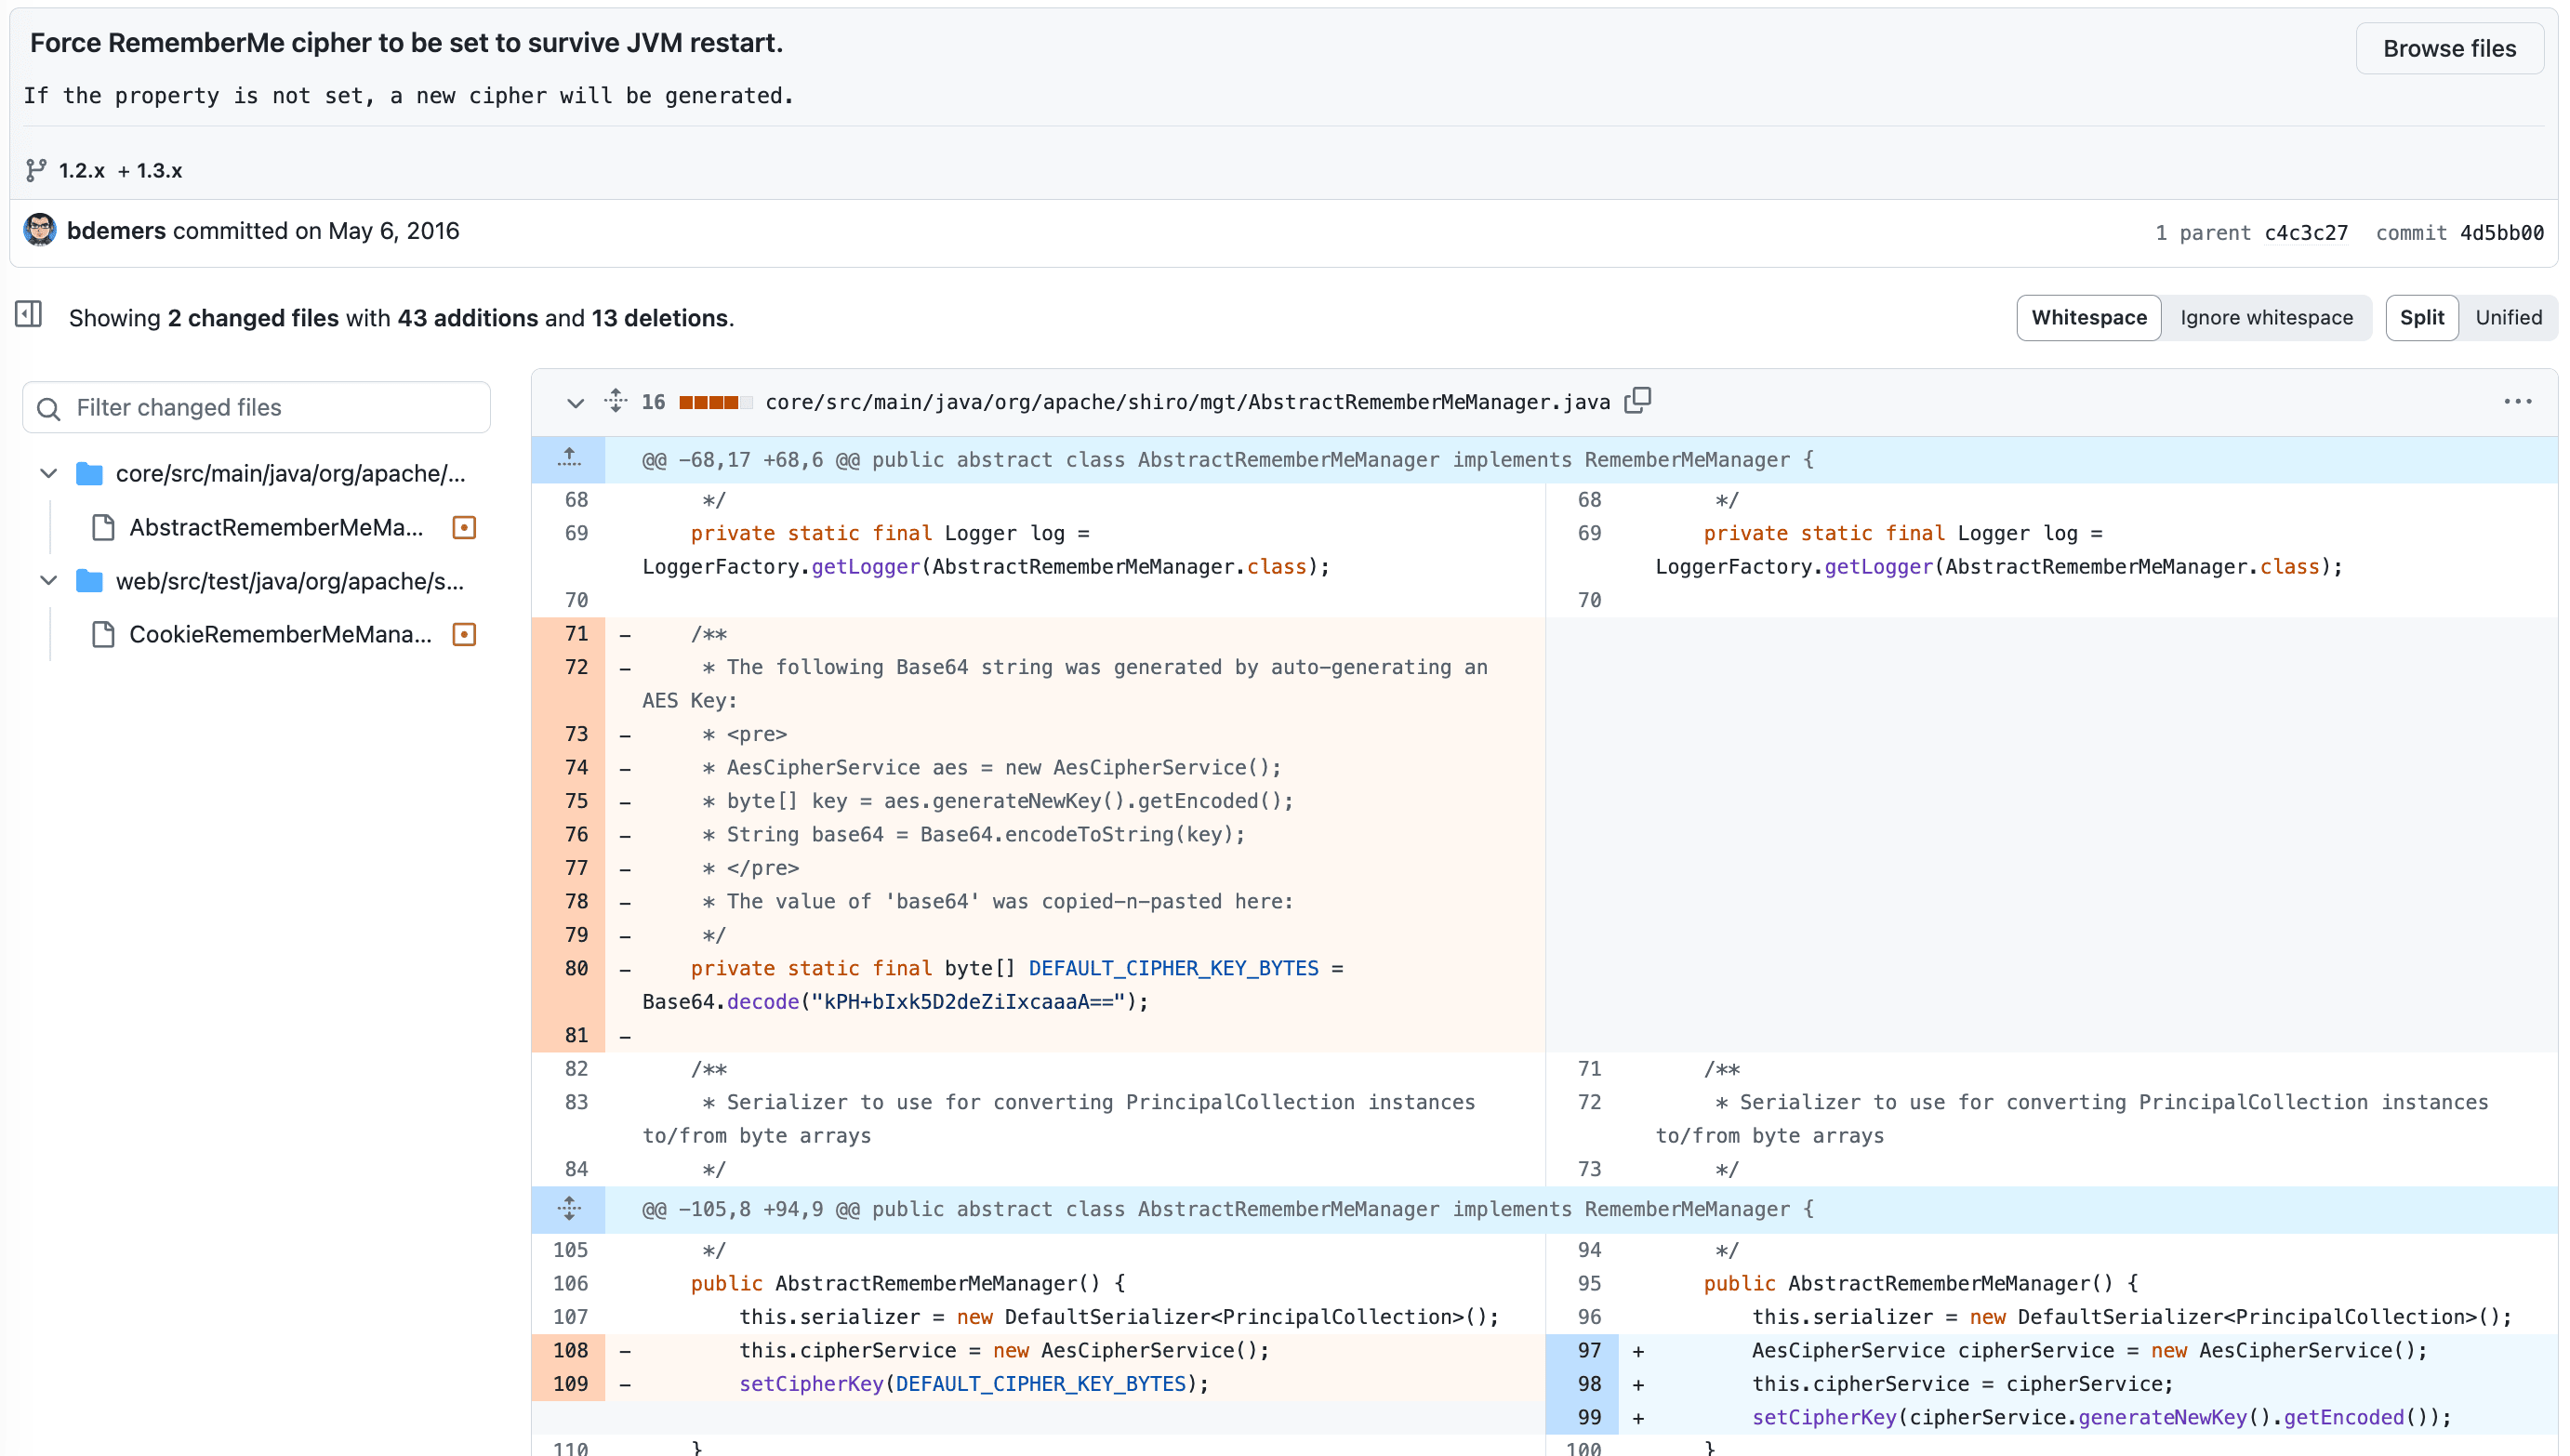 Force RememberMe cipher to be set to survive JVM restart.
Browse files
If the property is not set, a new cipher will be generated.
1.2.x + 1.3.x
bdemers committed on May 6, 2016
1 parent c4c3c27 commit 4d5bb00
Showing 2 changed files with 43 additions and 13 deletions.
Whitespace Ignore whitespace Split Unified
Filter changed files
core/src/main/java/org/apache/...
AbstractRememberMeMa...
web/src/test/java/org/apache/s...
CookieRememberMeMana...
16 core/src/main/java/org/apache/shiro/mgt/AbstractRememberMeManager.java
@@ -68,17 +68,6 @@ public abstract class AbstractRememberMeManager implements RememberMeManager {
68 */
69 private static final Logger log =
LoggerFactory.getLogger(AbstractRememberMeManager.class);
70
71 - /**
72 - * The following Base64 string was generated by auto-generating an
AES Key:
73 - * <pre>
74 - * AesCipherService aes = new AesCipherService();
75 - * byte[] key = aes.generateNewKey().getEncoded();
76 - * String base64 = Base64.encodeToString(key);
77 - * </pre>
78 - * The value of 'base64' was copied-n-pasted here:
79 - */
80 - private static final byte[] DEFAULT_CIPHER_KEY_BYTES =
Base64.decode("kPH+bIxk5D2deZiIxcaaaA==");
81 -
82 /**
83 * Serializer to use for converting PrincipalCollection instances
to/from byte arrays
84 */
68 */
69 private static final Logger log =
LoggerFactory.getLogger(AbstractRememberMeManager.class);
70
71 /**
72 * Serializer to use for converting PrincipalCollection instances
to/from byte arrays
73 */
@@ -105,8 +94,9 @@ public abstract class AbstractRememberMeManager implements RememberMeManager {
105 */
106 public AbstractRememberMeManager() {
107 this.serializer = new DefaultSerializer<PrincipalCollection>();
108 - this.cipherService = new AesCipherService();
109 - setCipherKey(DEFAULT_CIPHER_KEY_BYTES);
110 }
94 */
95 public AbstractRememberMeManager() {
96 this.serializer = new DefaultSerializer<PrincipalCollection>();
97 + AesCipherService cipherService = new AesCipherService();
98 + this.cipherService = cipherService;
99 + setCipherKey(cipherService.generateNewKey().getEncoded());
100 }